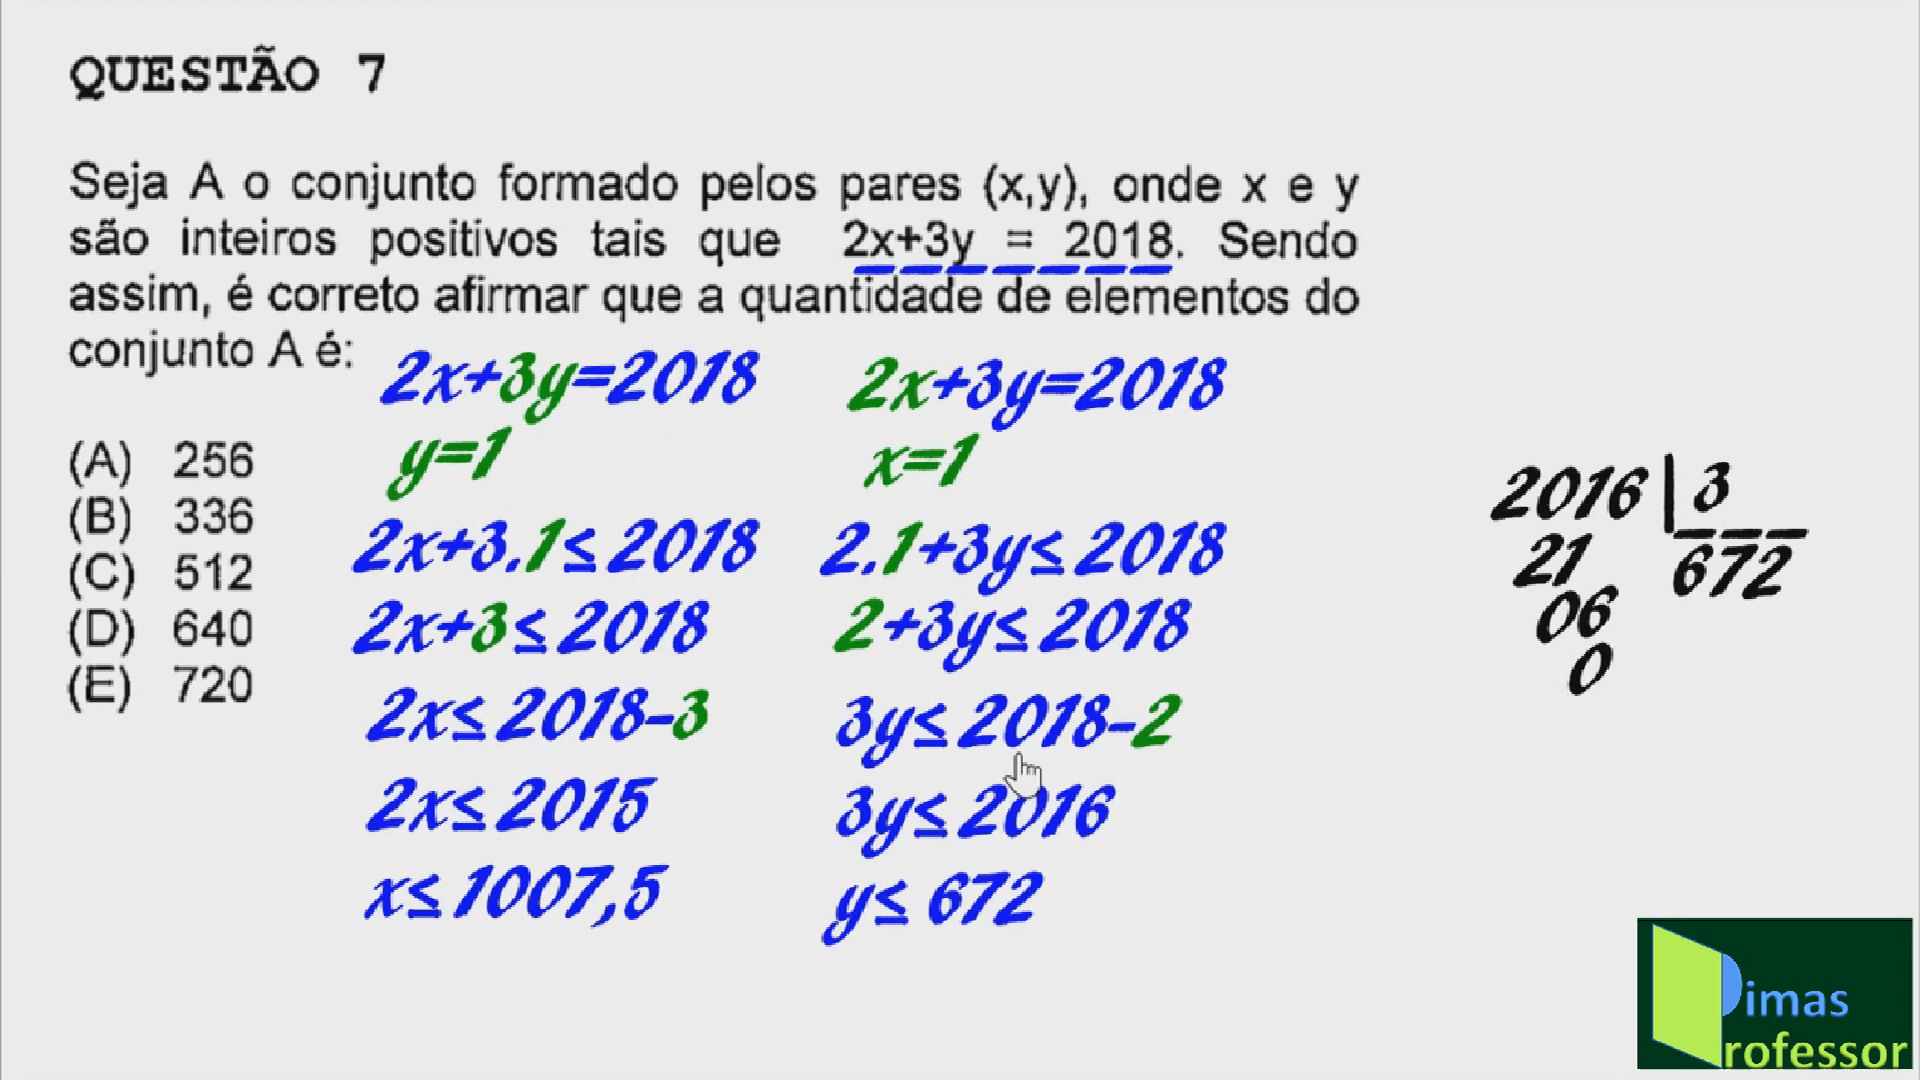 QUESTÃO 7
Seja A o conjunto formado pelos pares (x,y), onde x e y
são inteiros positivos tais que 2x+3y = 2018. Sendo
assim, é correto afirmar que a quantidade de elementos do
conjunto A é:
(A) 256
(B) 336
(C) 512
(D) 640
(E) 720
2x+3y=2018
y=1
2x+3.1≤2018
2x+3≤2018
2x≤2018-3
2x≤2015
x≤1007,5
2x+3y=2018
x=1
2.1+3y≤2018
2+3y≤2018
3y≤2018-2
3y≤2016
y≤672
2016 | 3
21 672
06
0
Dimas
Professor